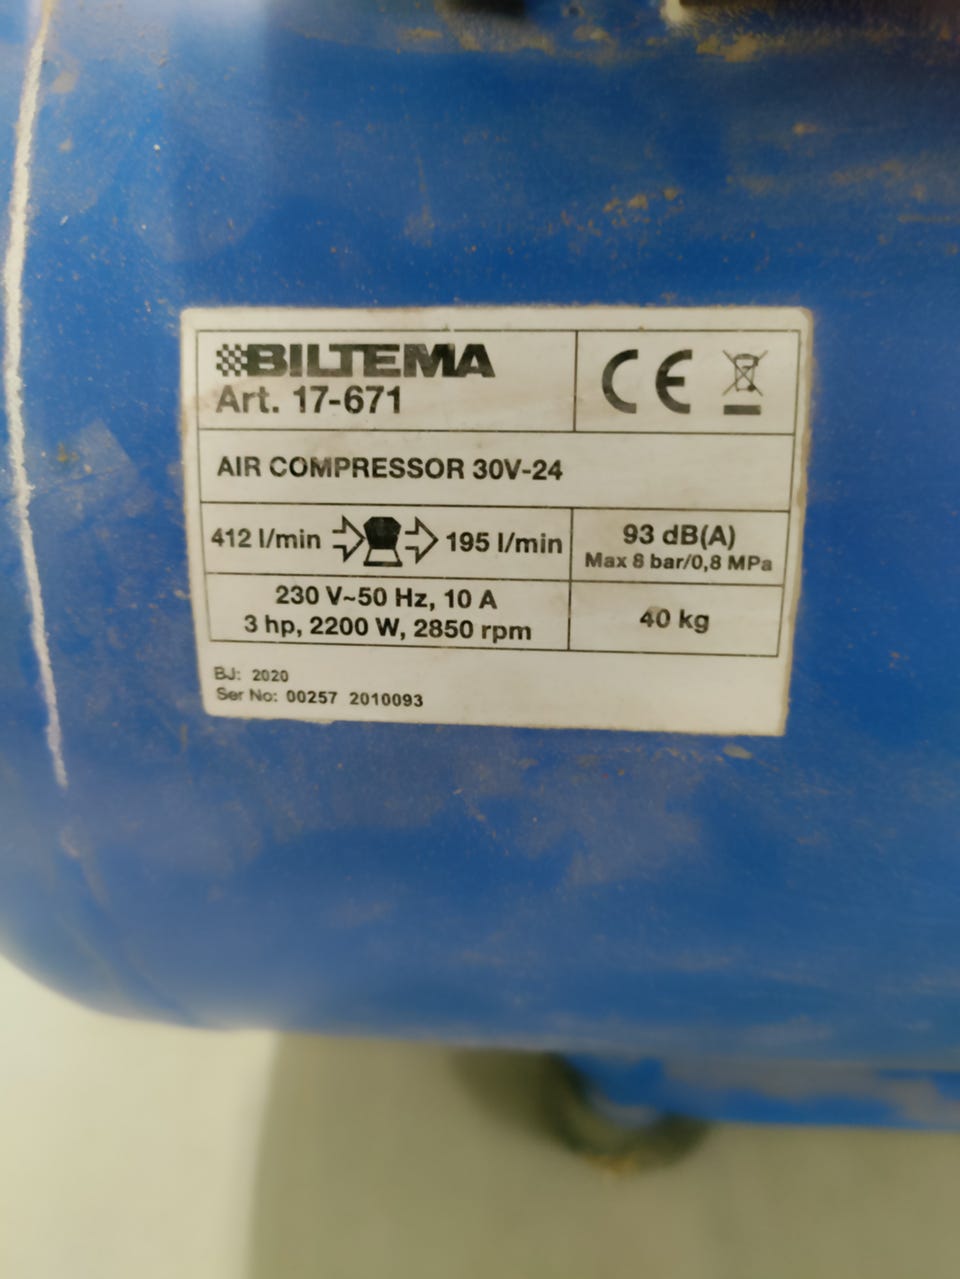 BILTEMA
Art. 17-671
CE
AIR COMPRESSOR 30V-24
412 l/min 195 l/min
93 dB(A)
Max 8 bar/0,8 MPa
230 V~50 Hz, 10 A
3 hp, 2200 W, 2850 rpm
40 kg
BJ: 2020
Ser No: 00257 2010093